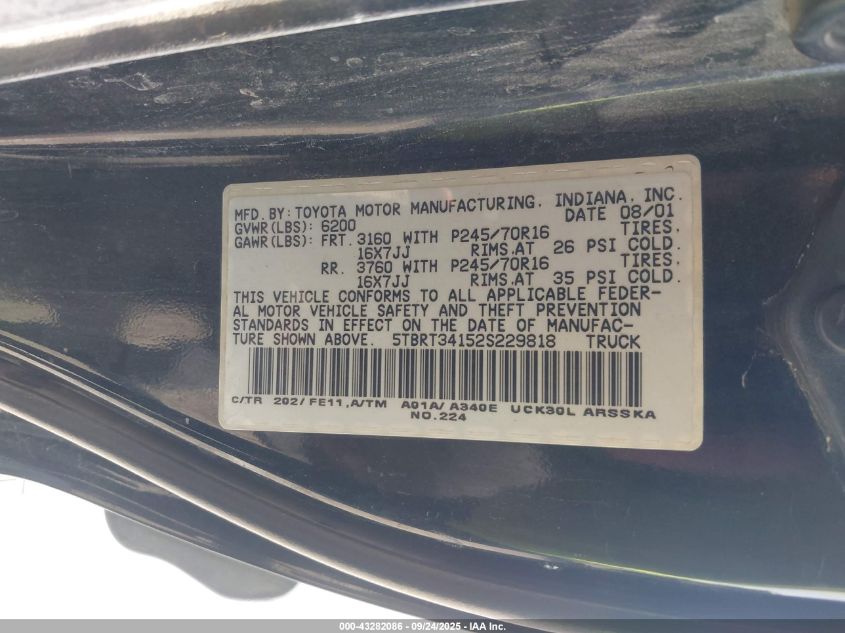 MFD. BY: TOYOTA MOTOR MANUFACTURING, INDIANA, INC.
GVWR(LBS): 6200 DATE 08/01
GAWR(LBS): FRT. 3160 WITH P245/70R16 TIRES,
16X7JJ RIMS,AT 26 PSI COLD.
RR. 3760 WITH P245/70R16 TIRES,
16X7JJ RIMS,AT 35 PSI COLD.
THIS VEHICLE CONFORMS TO ALL APPLICABLE FEDER-
AL MOTOR VEHICLE SAFETY AND THEFT PREVENTION
STANDARDS IN EFFECT ON THE DATE OF MANUFAC-
TURE SHOWN ABOVE. 5TBRT34152S229818 TRUCK
C/TR 202/FE11,A/TM A01A/A340E UCK30L ARSSKA
NO.224
000-43282086 - 09/24/2025 - IAA Inc.